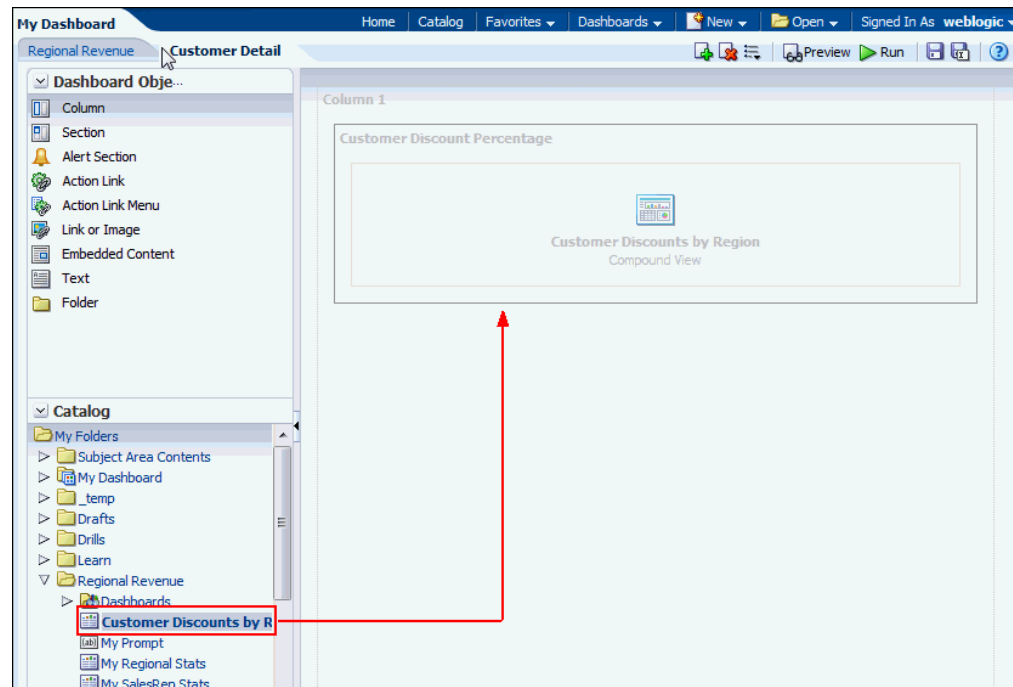 My Dashboard
Home Catalog Favorites Dashboards New Open Signed In As weblogic
Regional Revenue Customer Detail
Preview Run
Dashboard Obje...
Column
Section
Alert Section
Action Link
Action Link Menu
Link or Image
Embedded Content
Text
Folder
Column 1
Customer Discount Percentage
Customer Discounts by Region
Compound View
Catalog
My Folders
Subject Area Contents
My Dashboard
_temp
Drafts
Drills
Learn
Regional Revenue
Dashboards
Customer Discounts by R
My Prompt
My Regional Stats
My SalesRep Stats